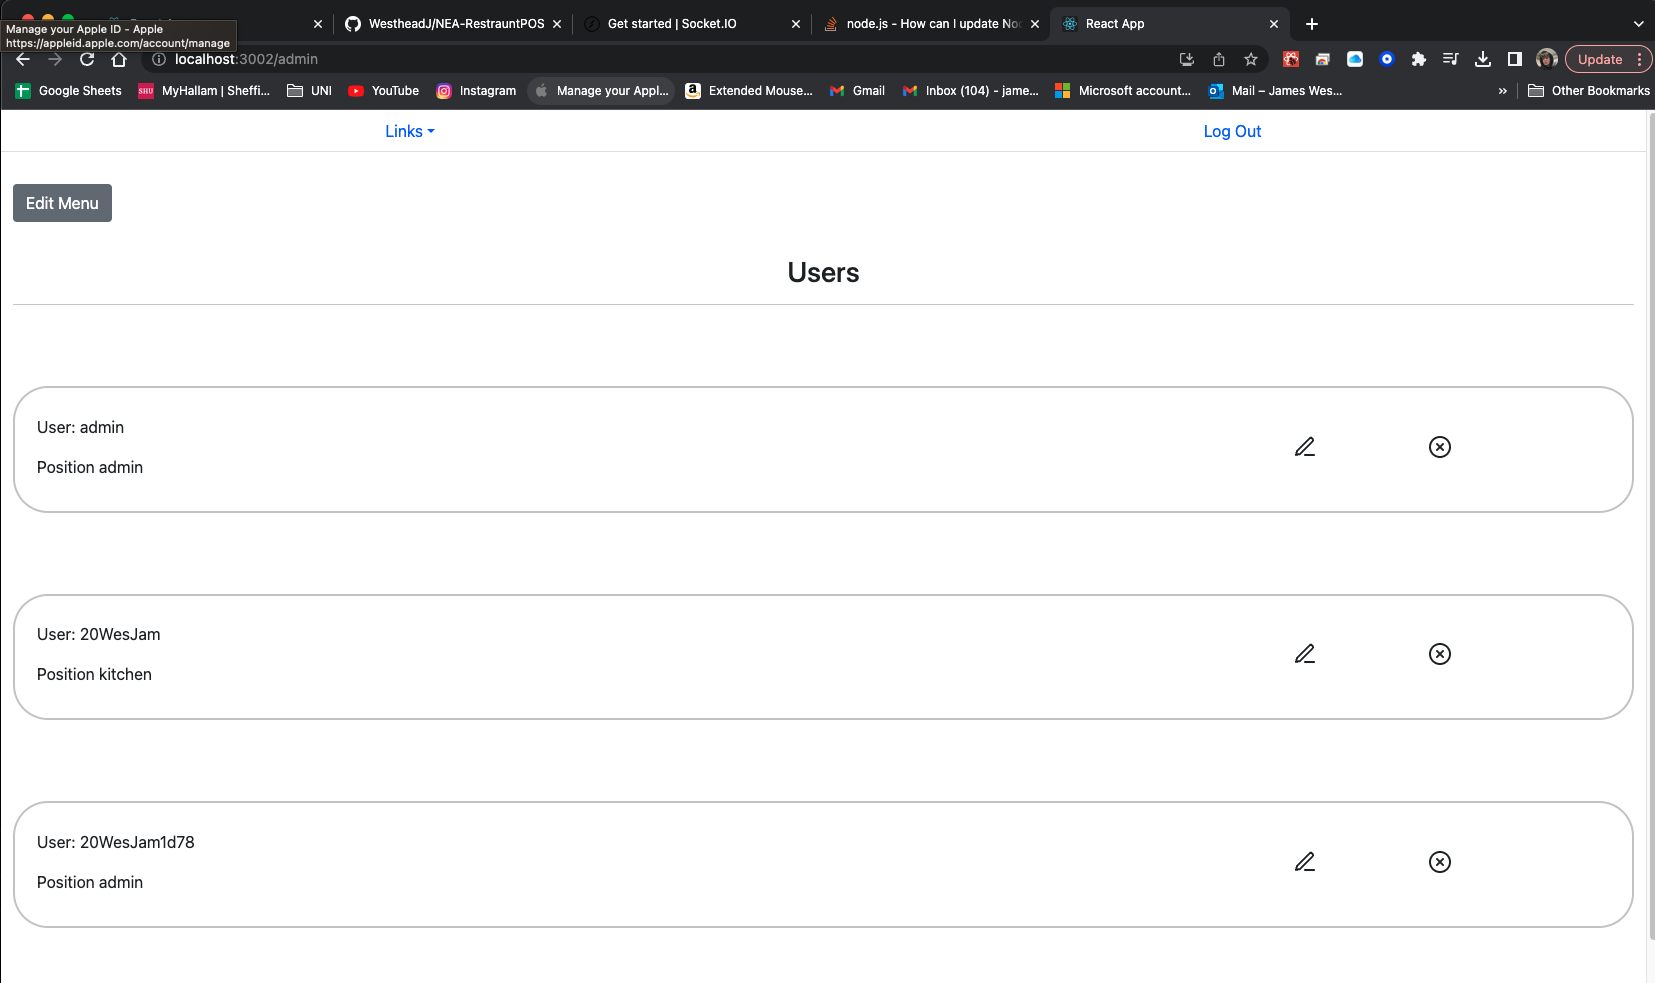 Manage your Apple ID – Apple
https://appleid.apple.com/account/manage
WestheadJ/NEA-RestrauntPOS
Get started | Socket.IO
node.js - How can I update No
React App
localhost:3002/admin
Update
Google Sheets
SHU
MyHallam | Sheffi...
UNI
YouTube
Instagram
Manage your Appl...
Extended Mouse...
Gmail
Inbox (104) - jame...
Microsoft account...
Mail – James Wes...
»
Other Bookmarks
Links
Log Out
Edit Menu
Users
User: admin
Position admin
User: 20WesJam
Position kitchen
User: 20WesJam1d78
Position admin